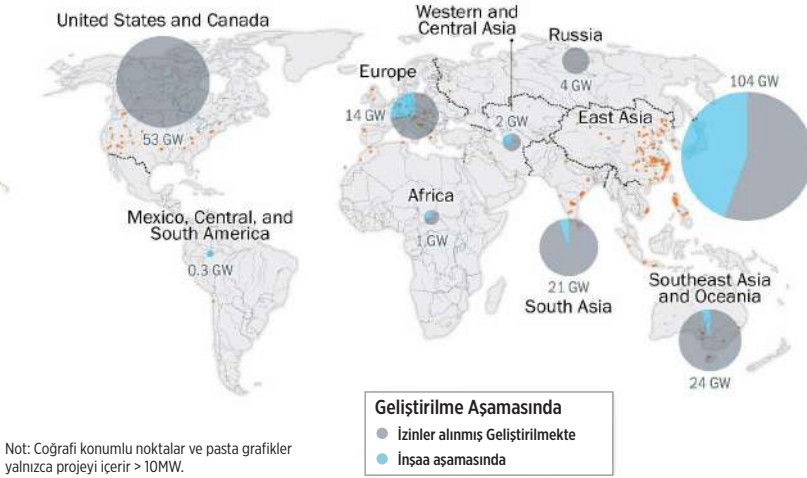 United States and Canada
53 GW
Mexico, Central, and
South America
0.3 GW
Europe
14 GW
Western and
Central Asia
2 GW
Russia
4 GW
Africa
1 GW
East Asia
104 GW
21 GW
South Asia
Southeast Asia
and Oceania
24 GW
Geliştirilme Aşamasında
İzinler alınmış Geliştirilmekte
İnşaa aşamasında
Not: Coğrafi konumlu noktalar ve pasta grafikler
yalnızca projeyi içerir > 10MW.